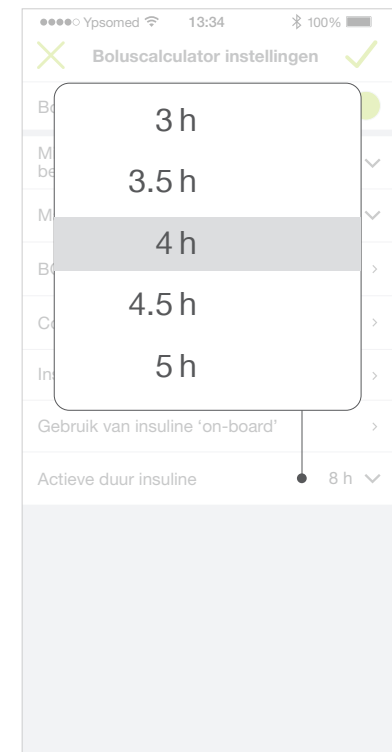 Ypsomed 13:34 100%
Boluscalculator instellingen
3 h
3.5 h
4 h
4.5 h
5 h
Gebruik van insuline ‘on-board’
Actieve duur insuline 8 h